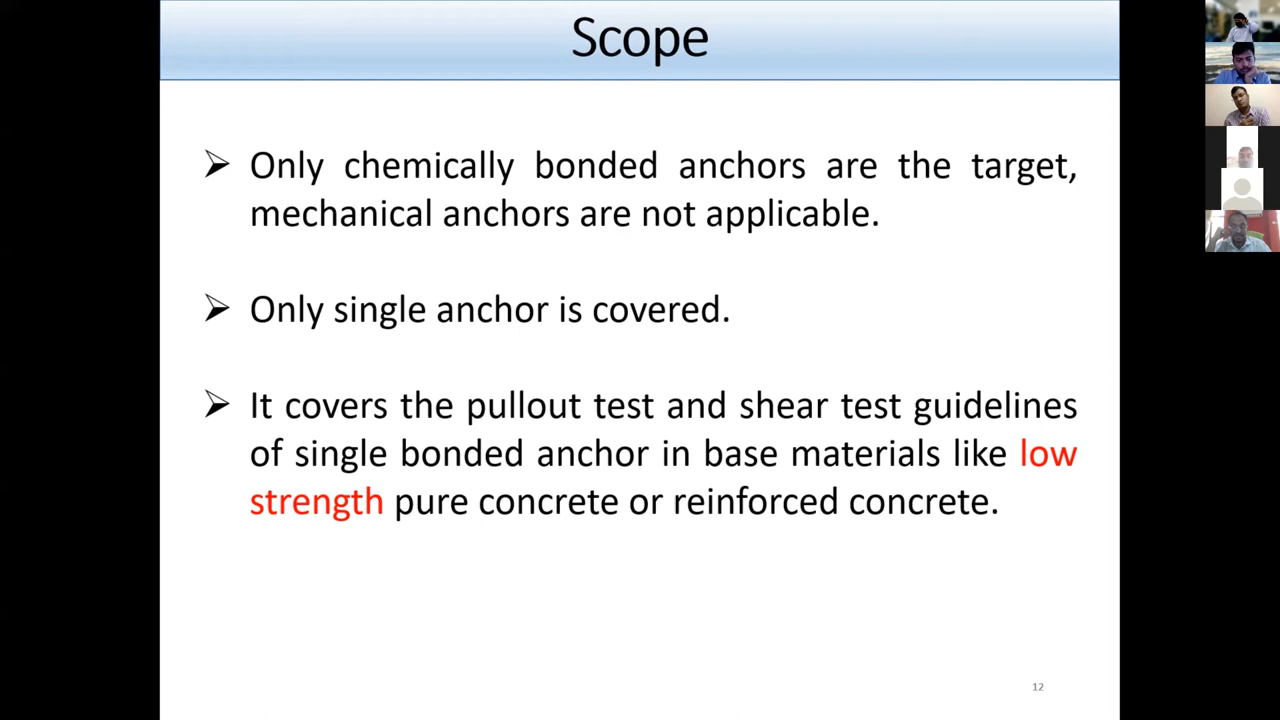 Scope
Only chemically bonded anchors are the target,
mechanical anchors are not applicable.
Only single anchor is covered.
It covers the pullout test and shear test guidelines
of single bonded anchor in base materials like low
strength pure concrete or reinforced concrete.
12